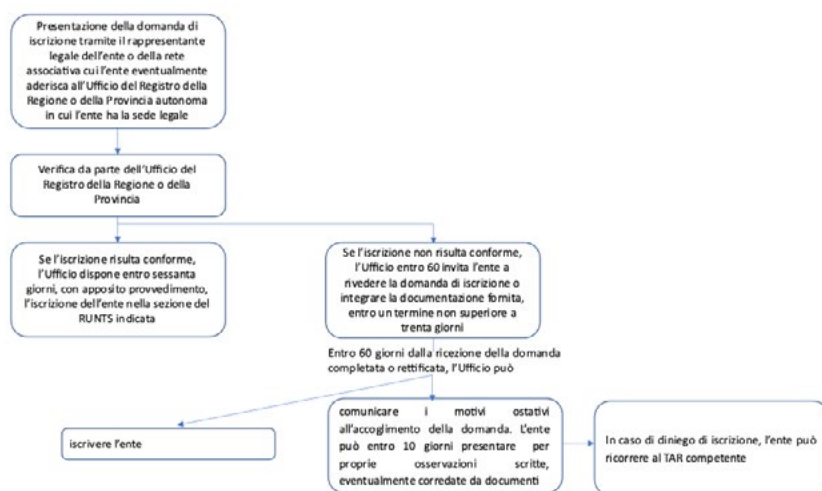 Presentazione della domanda di
iscrizione tramite il rappresentante
legale dell'ente o della rete
associativa cui l'ente eventualmente
aderisca all'Ufficio del Registro della
Regione o della Provincia autonoma
in cui l'ente ha la sede legale
Verifica da parte dell'Ufficio del
Registro della Regione o della
Provincia
Se l'iscrizione risulta conforme,
l'Ufficio dispone entro sessanta
giorni, con apposito provvedimento,
l'iscrizione dell'ente nella sezione del
RUNTS indicata
Se l'iscrizione non risulta conforme,
l'Ufficio entro 60 invita l'ente a
rivedere la domanda di iscrizione o
integrare la documentazione fornita,
entro un termine non superiore a
trenta giorni
Entro 60 giorni dalla ricezione della domanda
completata o rettificata, l'Ufficio può
iscrivere l'ente
comunicare i motivi ostativi
all'accoglimento della domanda. L'ente
può entro 10 giorni presentare per
proprie osservazioni scritte,
eventualmente corredate da documenti
In caso di diniego di iscrizione, l'ente può
ricorrere al TAR competente